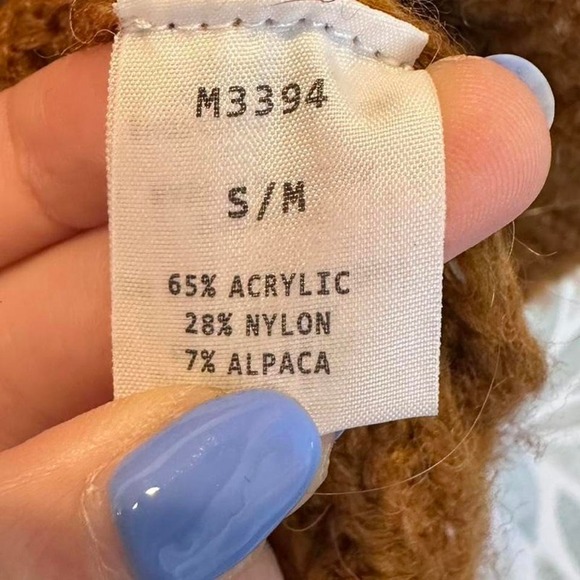 M3394
S/M
65% ACRYLIC
28% NYLON
7% ALPACA